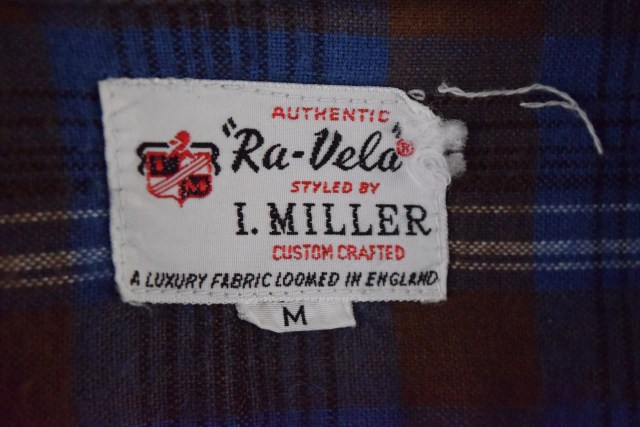 AUTHENTIC
"Ra-Vela"®
STYLED BY
I. MILLER
CUSTOM CRAFTED
A LUXURY FABRIC LOOMED IN ENGLAND
M